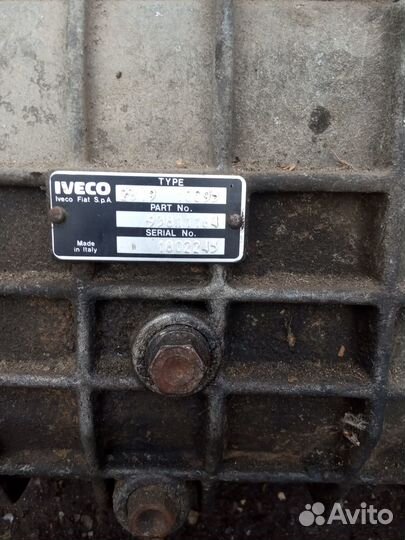 IVECO
Iveco Fiat S.p.A.
TYPE
PART No.
SERIAL No.
Made
in Italy
Avito